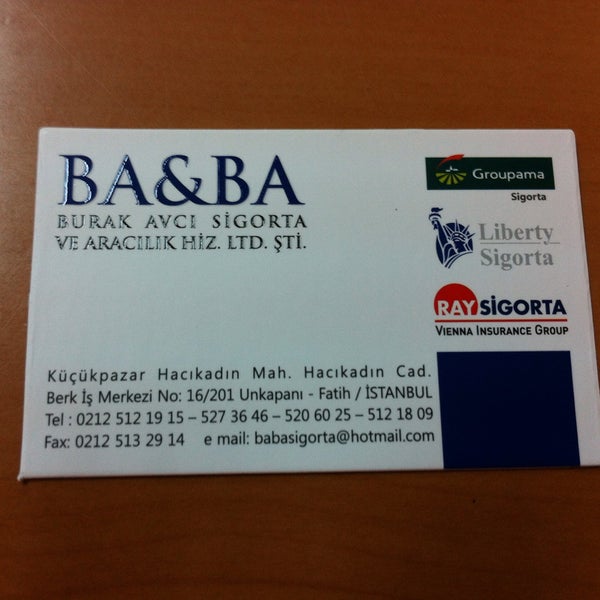 BA&BA
BURAK AVCI SİGORTA
VE ARACILIK HİZ. LTD. ŞTİ.
Groupama
Sigorta
Liberty
Sigorta
RAY SİGORTA
VIENNA INSURANCE GROUP
Küçükpazar Hacıkadın Mah. Hacıkadın Cad.
Berk İş Merkezi No: 16/201 Unkapanı - Fatih / İSTANBUL
Tel : 0212 512 19 15 – 527 36 46 – 520 60 25 – 512 18 09
Fax: 0212 513 29 14 e mail: babasigorta@hotmail.com